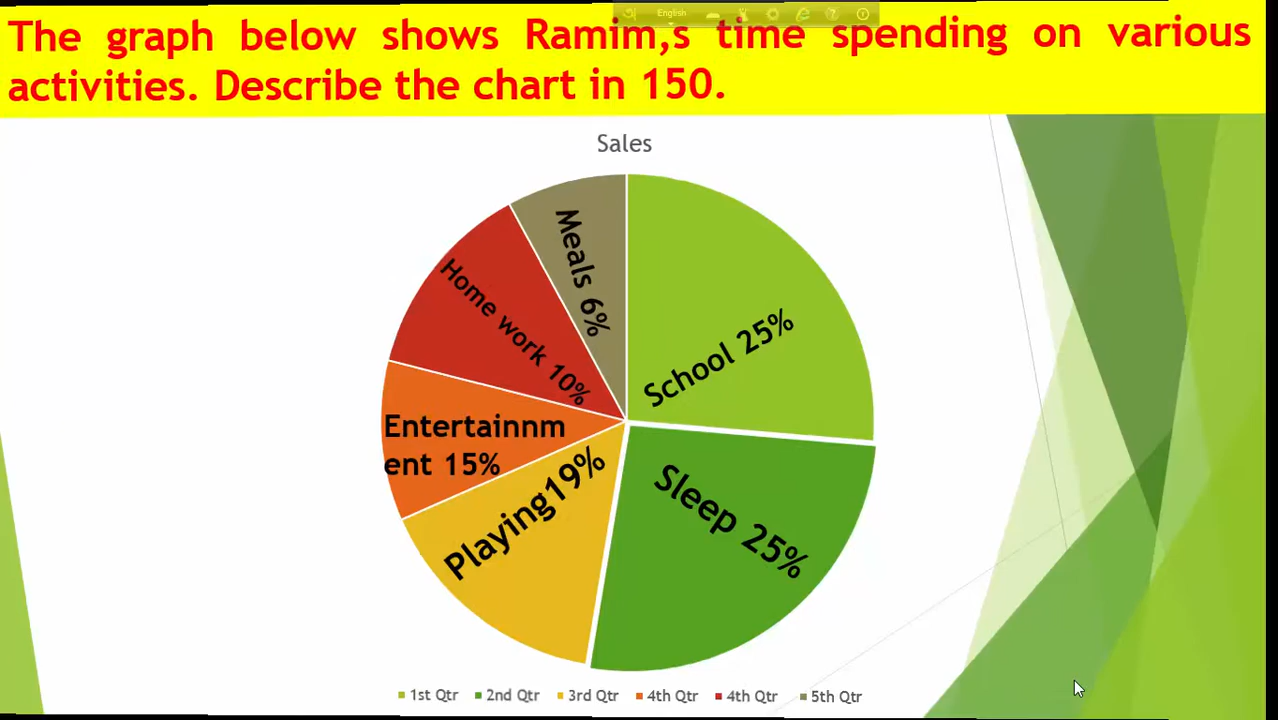 English
The graph below shows Ramim,s time spending on various
activities. Describe the chart in 150.
Sales
Meals 6%
Home work 10%
School 25%
Entertainnm
ent 15%
Playing19%
Sleep 25%
1st Qtr 2nd Qtr 3rd Qtr 4th Qtr 4th Qtr 5th Qtr